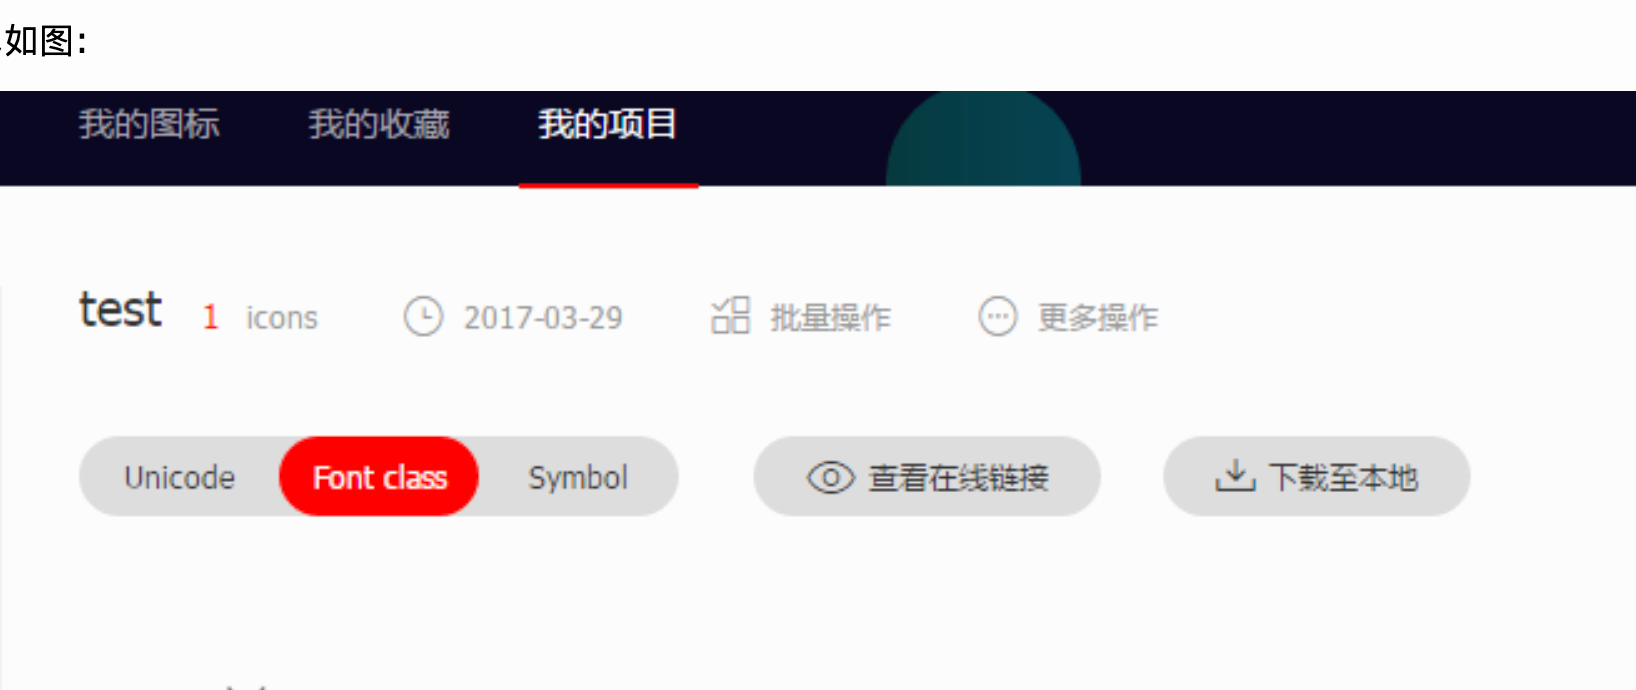 如图：
我的图标 我的收藏 我的项目
test 1 icons 2017-03-29 批量操作 更多操作
Unicode Font class Symbol 查看在线链接 下载至本地